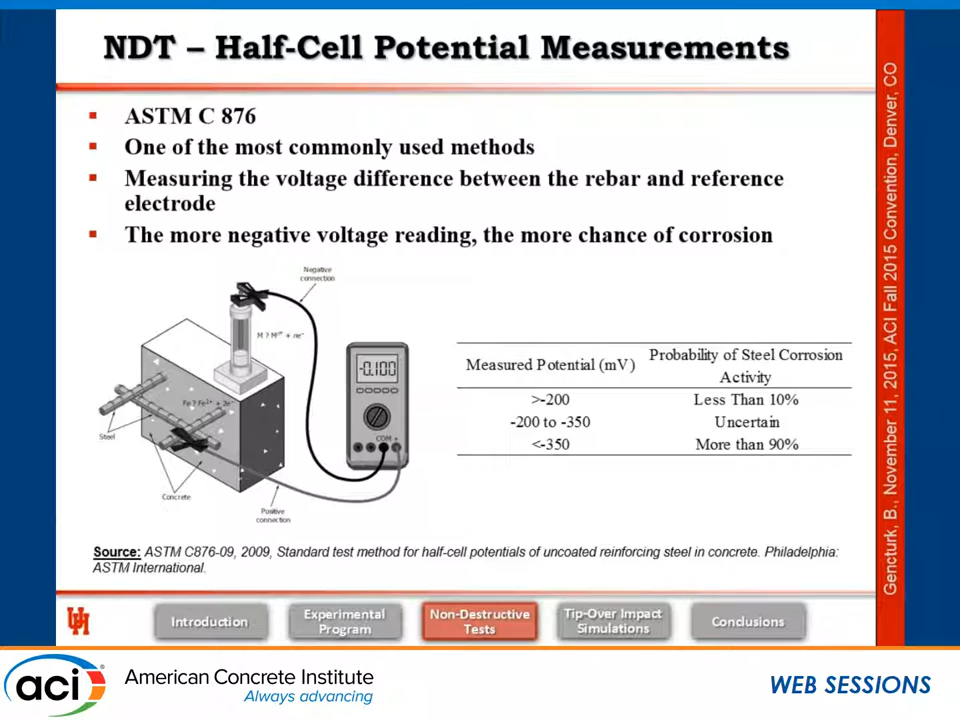 NDT – Half-Cell Potential Measurements
ASTM C 876
One of the most commonly used methods
Measuring the voltage difference between the rebar and reference
electrode
The more negative voltage reading, the more chance of corrosion
Negative
connection
M ? Mⁿ⁺ + ne⁻
-0.100
Fe ? Fe²⁺ + 2e⁻
COM +
Steel
Concrete
Positive
connection
Measured Potential (mV) Probability of Steel Corrosion
Activity
>-200 Less Than 10%
-200 to -350 Uncertain
<-350 More than 90%
Source: ASTM C876-09, 2009, Standard test method for half-cell potentials of uncoated reinforcing steel in concrete. Philadelphia:
ASTM International.
Gencturk, B., November 11, 2015, ACI Fall 2015 Convention, Denver, CO
UH
Introduction
Experimental
Program
Non-Destructive
Tests
Tip-Over Impact
Simulations
Conclusions
aci®
American Concrete Institute
Always advancing
WEB SESSIONS